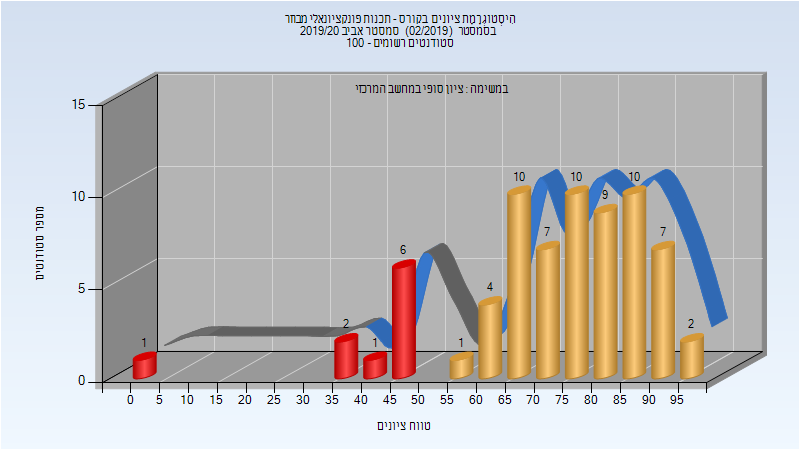 היסטוגרמת ציונים בקורס - תכנות פונקציונאלי מבוזר
בסמסטר (02/2019) סמסטר אביב 2019/20
סטודנטים רשומים - 100
במשימה : ציון סופי במחשב המרכזי
מספר סטודנטים
15
10
5
0
1
2
1
6
1
4
10
7
10
9
10
7
2
0 5 10 15 20 25 30 35 40 45 50 55 60 65 70 75 80 85 90 95
טווח ציונים